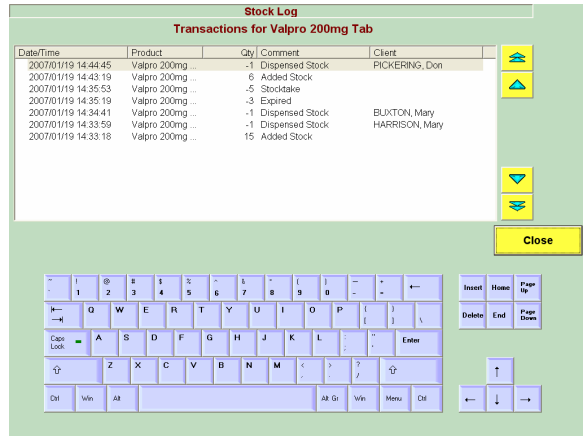 Stock Log
Transactions for Valpro 200mg Tab
Date/Time Product Qty Comment Client
2007/01/19 14:44:45 Valpro 200mg ... -1 Dispensed Stock PICKERING, Don
2007/01/19 14:43:19 Valpro 200mg ... 6 Added Stock
2007/01/19 14:35:53 Valpro 200mg ... -5 Stocktake
2007/01/19 14:35:19 Valpro 200mg ... -3 Expired
2007/01/19 14:34:41 Valpro 200mg ... -1 Dispensed Stock BUXTON, Mary
2007/01/19 14:33:59 Valpro 200mg ... -1 Dispensed Stock HARRISON, Mary
2007/01/19 14:33:18 Valpro 200mg ... 15 Added Stock
Close
~ ! @ # $ % ^ & * ( ) _ +
` 1 2 3 4 5 6 7 8 9 0 - = ← Insert Home Page Up
Q W E R T Y U I O P { } [ ] \ Delete End Page Down
Caps Lock A S D F G H J K L : ; " ' Enter
⇧ Z X C V B N M < , > . ? / ⇧ ↑
Ctrl Win Alt Alt Gr Win Menu Ctrl ← ↓ →